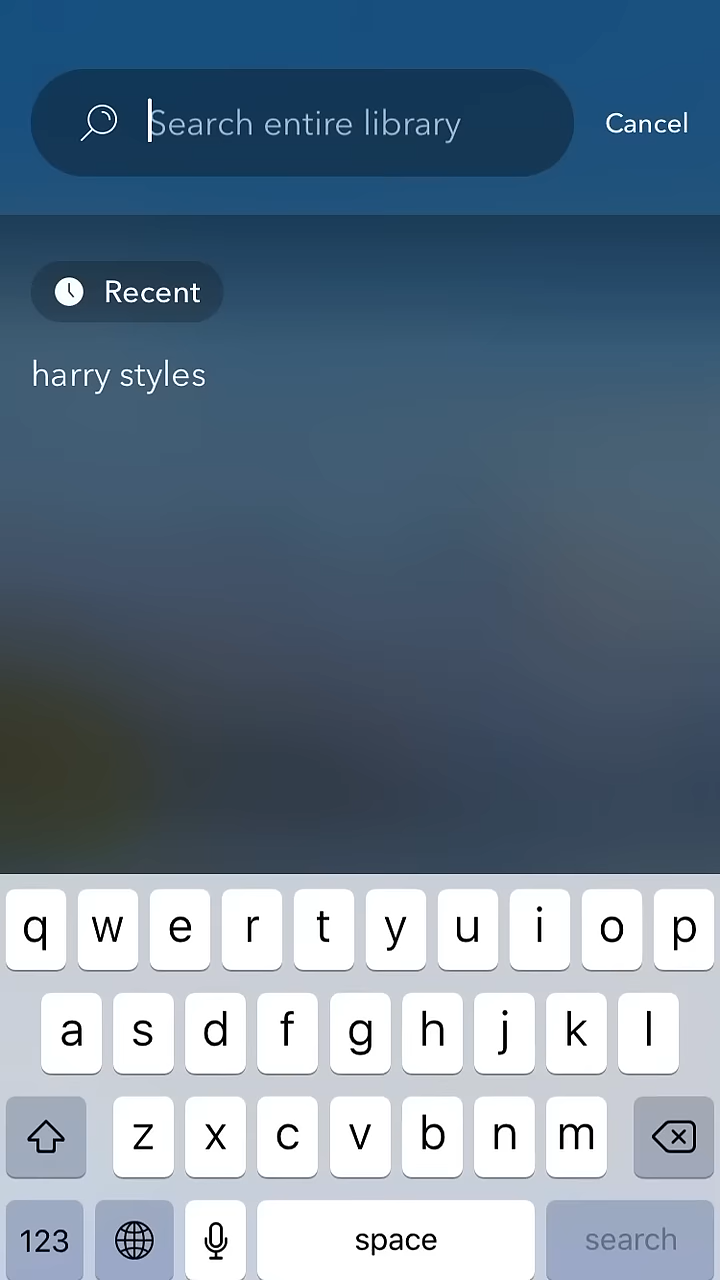 Search entire library
Cancel
Recent
harry styles
q w e r t y u i o p
a s d f g h j k l
z x c v b n m
123 space search